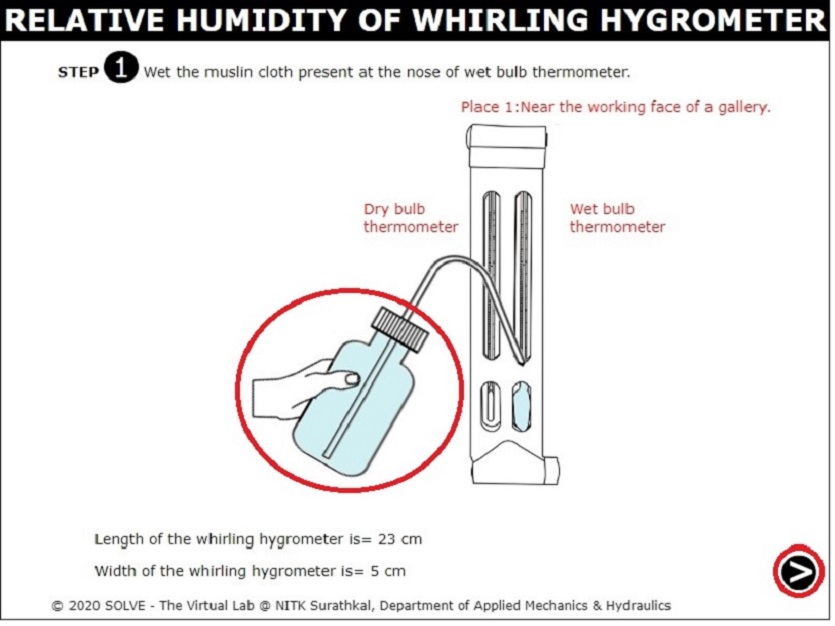 RELATIVE HUMIDITY OF WHIRLING HYGROMETER
STEP 1 Wet the muslin cloth present at the nose of wet bulb thermometer.
Place 1:Near the working face of a gallery.
Dry bulb
thermometer
Wet bulb
thermometer
Length of the whirling hygrometer is= 23 cm
Width of the whirling hygrometer is= 5 cm
© 2020 SOLVE - The Virtual Lab @ NITK Surathkal, Department of Applied Mechanics & Hydraulics